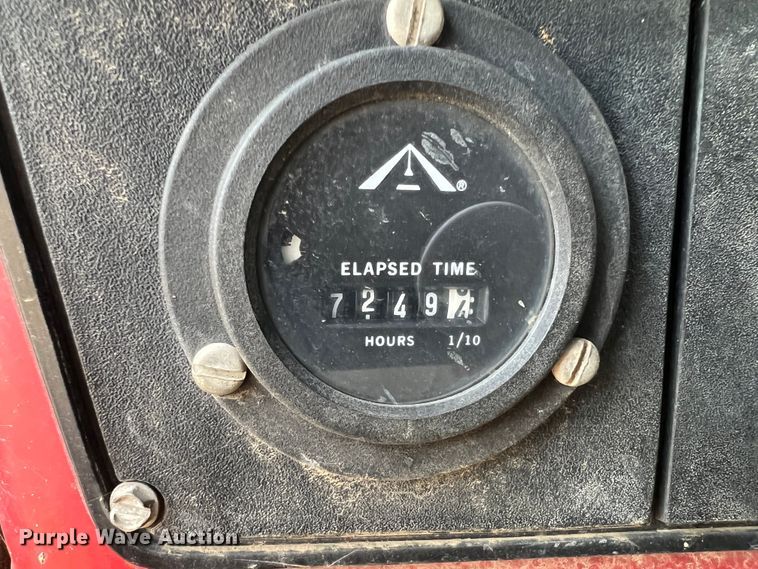 ®
ELAPSED TIME
7249
HOURS 1/10
Purple Wave Auction